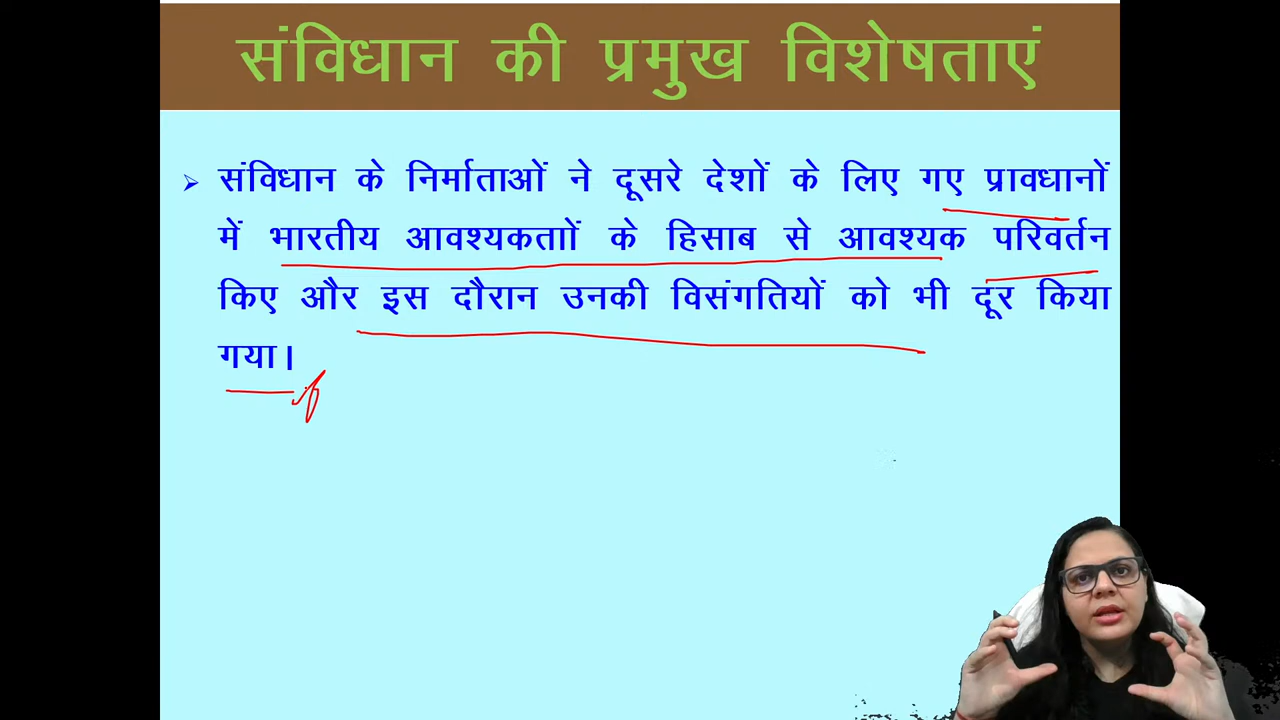 संविधान की प्रमुख विशेषताएं
➢ संविधान के निर्माताओं ने दूसरे देशों के लिए गए प्रावधानों
में भारतीय आवश्यकताों के हिसाब से आवश्यक परिवर्तन
किए और इस दौरान उनकी विसंगतियों को भी दूर किया
गया।